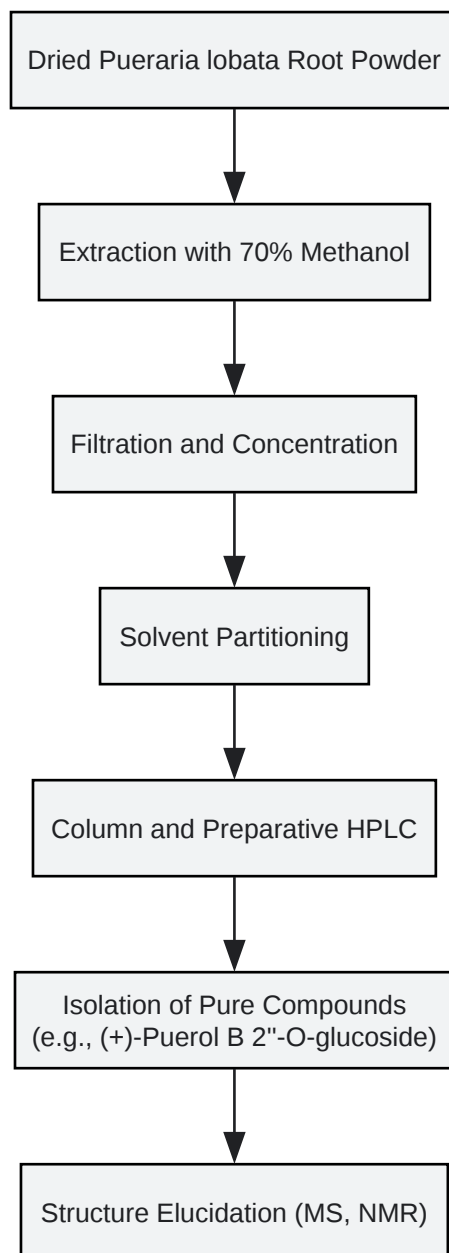 Dried Pueraria lobata Root Powder
Extraction with 70% Methanol
Filtration and Concentration
Solvent Partitioning
Column and Preparative HPLC
Isolation of Pure Compounds
(e.g., (+)-Puerol B 2"-O-glucoside)
Structure Elucidation (MS, NMR)